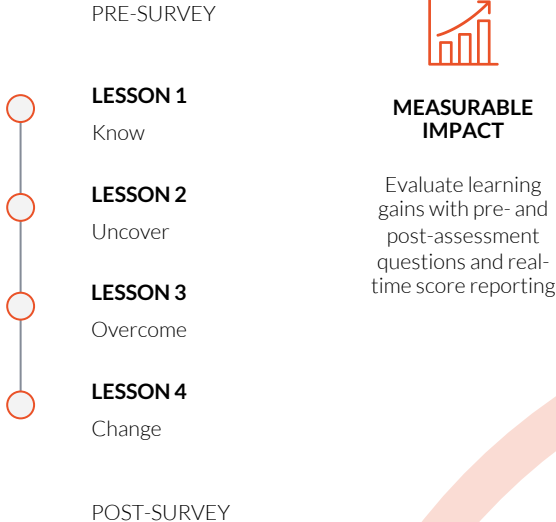 PRE-SURVEY
LESSON 1
Know
LESSON 2
Uncover
LESSON 3
Overcome
LESSON 4
Change
POST-SURVEY
MEASURABLE
IMPACT
Evaluate learning
gains with pre- and
post-assessment
questions and real-
time score reporting